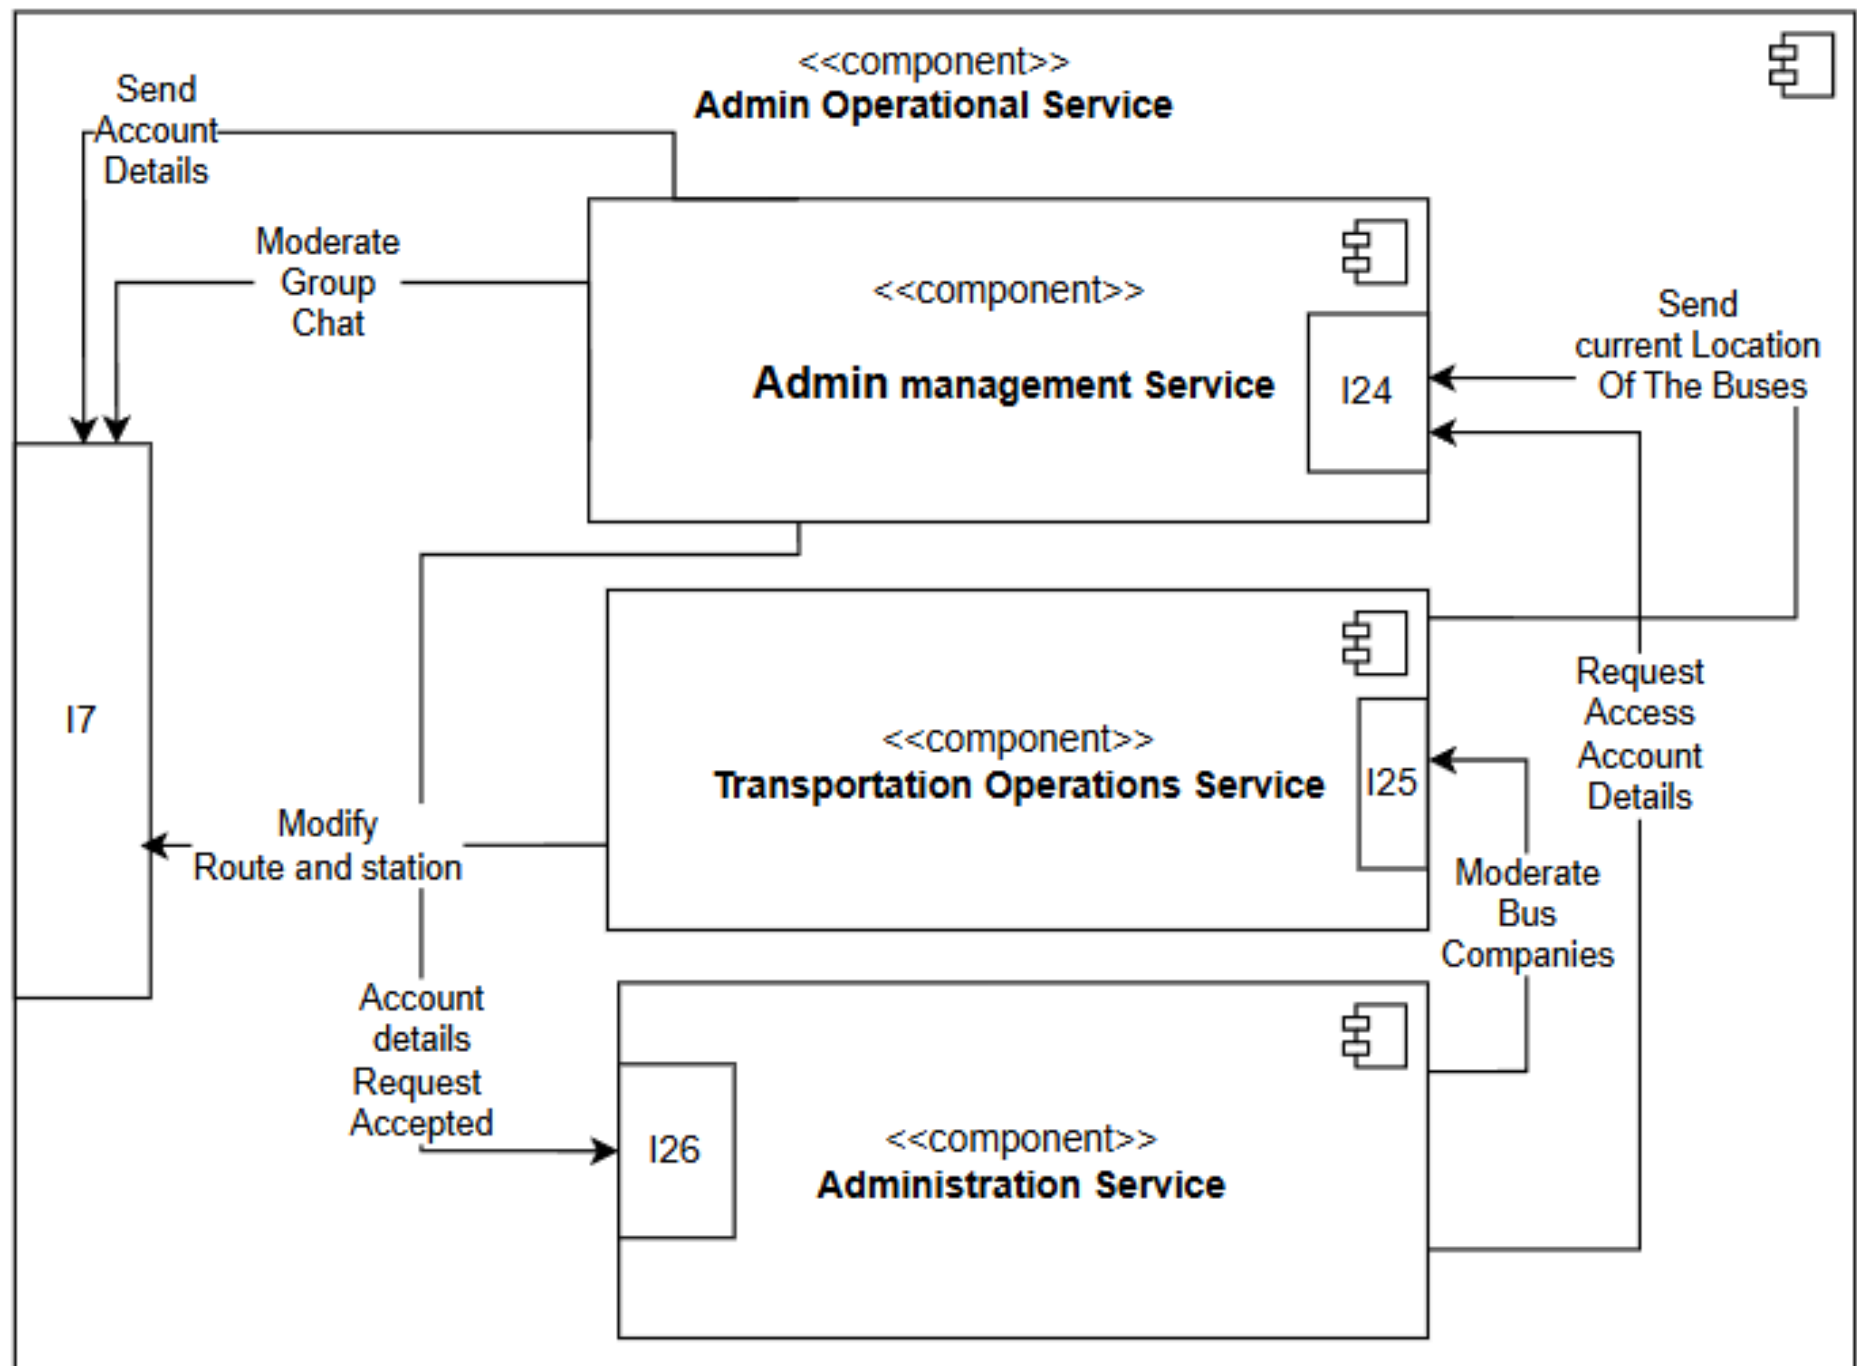 <<component>>
Admin Operational Service
Send
Account
Details
Moderate
Group
Chat
<<component>>
Admin management Service
I24
Send
current Location
Of The Buses
I7
<<component>>
Transportation Operations Service
I25
Request
Access
Account
Details
Modify
Route and station
Moderate
Bus
Companies
Account
details
Request
Accepted
I26
<<component>>
Administration Service